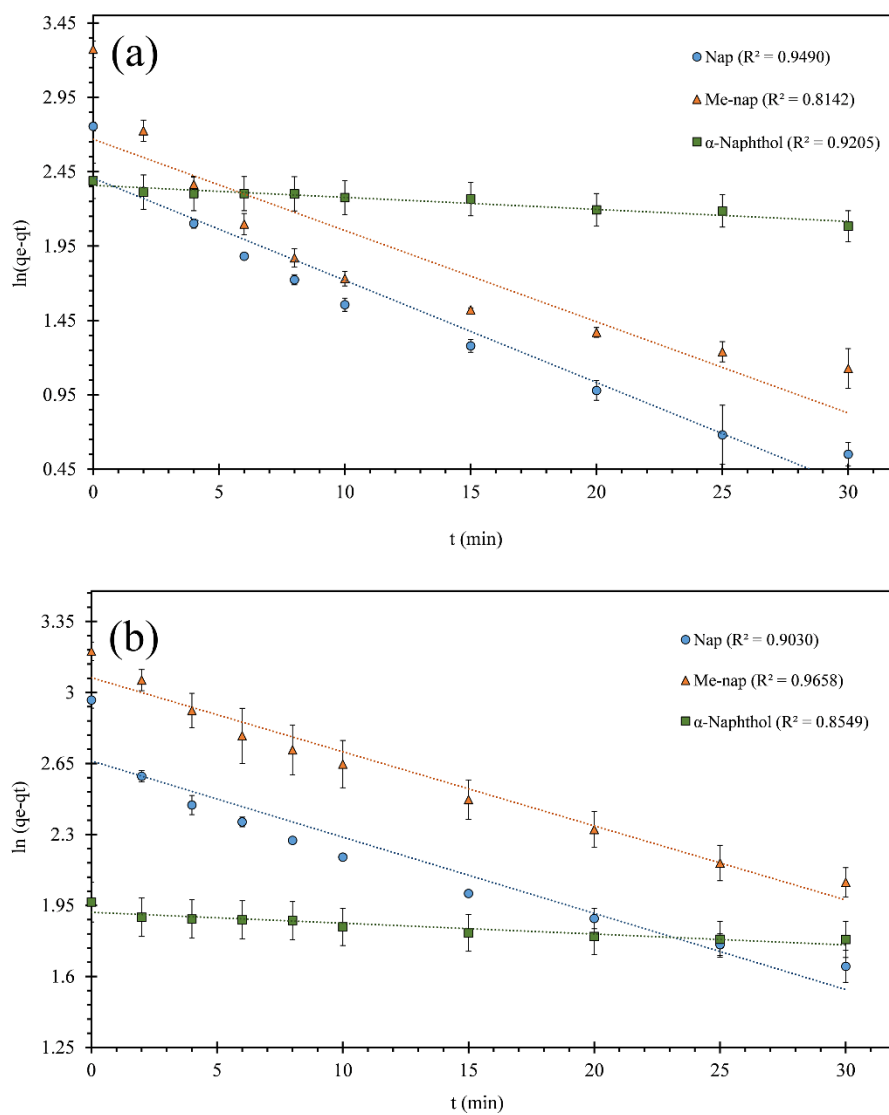 (a)
3.45
2.95
2.45
1.95
1.45
0.95
0.45
ln(qe-qt)
Nap (R² = 0.9490)
Me-nap (R² = 0.8142)
α-Naphthol (R² = 0.9205)
0 5 10 15 20 25 30
t (min)
(b)
3.35
3
2.65
2.3
1.95
1.6
1.25
ln (qe-qt)
Nap (R² = 0.9030)
Me-nap (R² = 0.9658)
α-Naphthol (R² = 0.8549)
0 5 10 15 20 25 30
t (min)